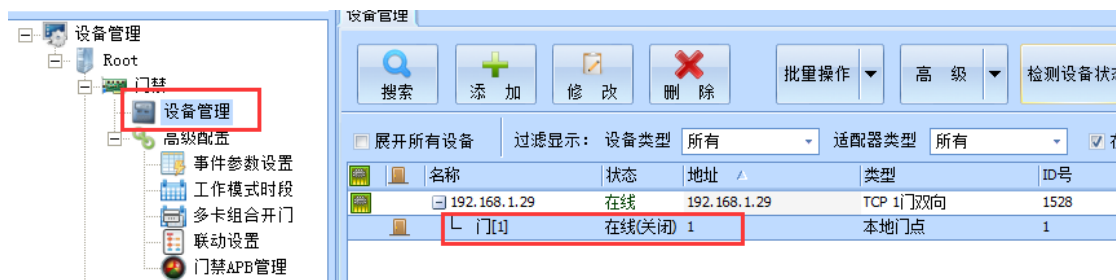 设备管理
Root
门禁
设备管理
高级配置
事件参数设置
工作模式时段
多卡组合开门
联动设置
门禁APB管理
设备管理
搜索 添 加 修 改 删 除 批量操作 高 级 检测设备状态
展开所有设备 过滤显示: 设备类型 所有 适配器类型 所有
名称 状态 地址 类型 ID号
192.168.1.29 在线 192.168.1.29 TCP 1门双向 1528
门[1] 在线(关闭) 1 本地门点 1